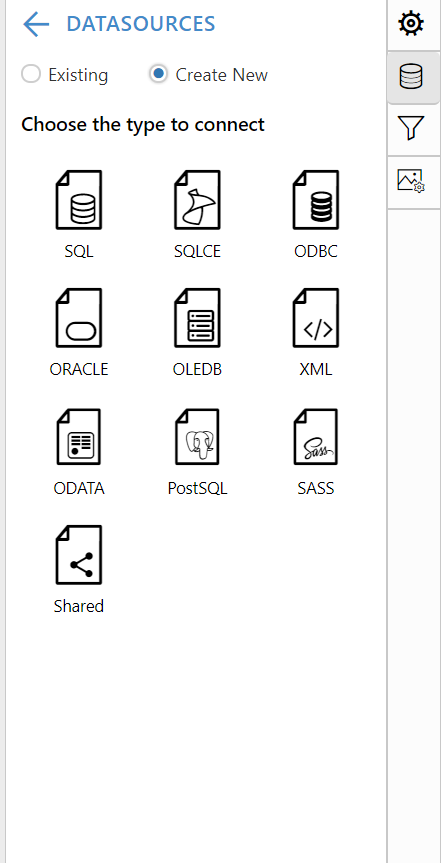 DATASOURCES
Existing Create New
Choose the type to connect
SQL SQLCE ODBC
ORACLE OLEDB XML
ODATA PostSQL Sass SASS
Shared